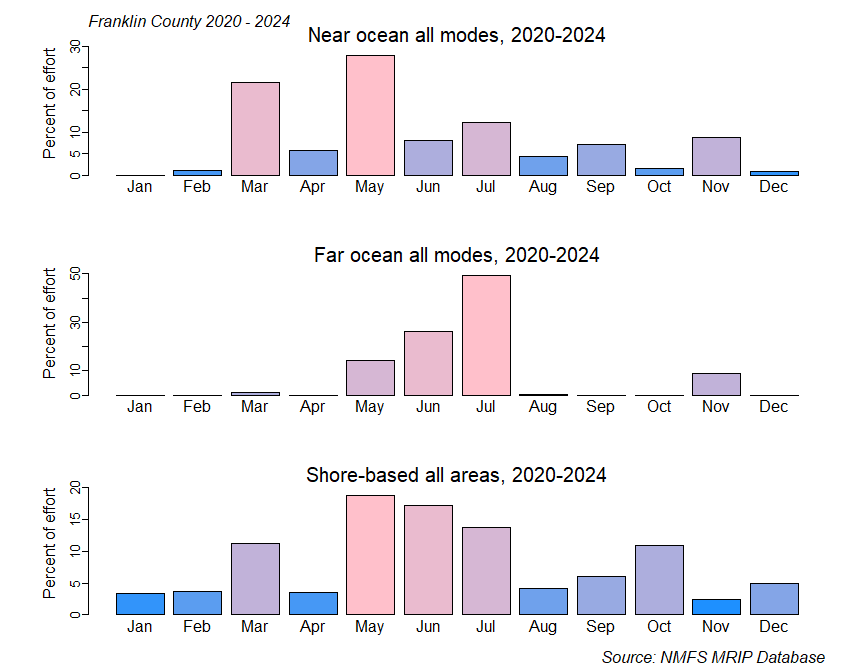 Franklin County 2020 - 2024
Near ocean all modes, 2020-2024
Percent of effort
0 5 10 20 30
Jan Feb Mar Apr May Jun Jul Aug Sep Oct Nov Dec
Far ocean all modes, 2020-2024
Percent of effort
0 10 30 50
Jan Feb Mar Apr May Jun Jul Aug Sep Oct Nov Dec
Shore-based all areas, 2020-2024
Percent of effort
0 5 10 15 20
Jan Feb Mar Apr May Jun Jul Aug Sep Oct Nov Dec
Source: NMFS MRIP Database